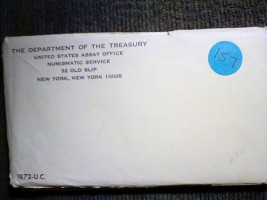 THE DEPARTMENT OF THE TREASURY
UNITED STATES ASSAY OFFICE
NUMISMATIC SERVICE
32 OLD SLIP
NEW YORK, NEW YORK 10005
157
1972-U.C.